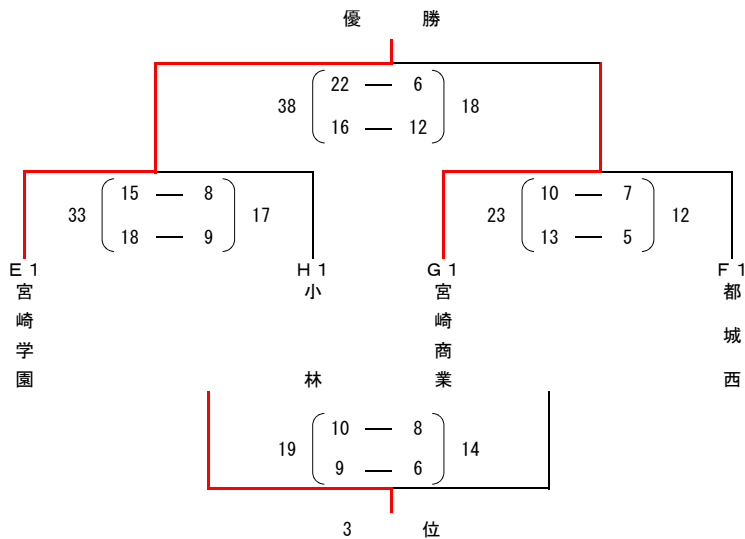 優 勝
22 — 6
38 18
16 — 12
15 — 8
33 17
18 — 9
10 — 7
23 12
13 — 5
E1 H1 G1 F1
宮崎学園
小林
宮崎商業
都城西
10 — 8
19 14
9 — 6
3 位